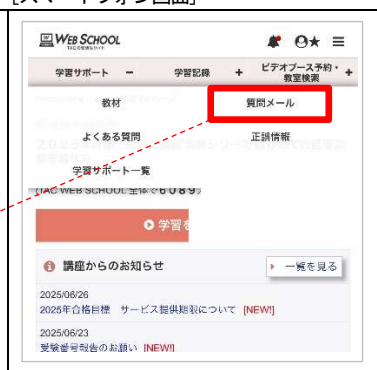 [スマートフォン画面]
WEB SCHOOL
学習サポート － 学習記録 ＋ ビデオブース予約・教室検索 ＋
教材 質問メール
よくある質問 正誤情報
学習サポート一覧
(TAC WEB SCHOOL 全体で6089
学習を
講座からのお知らせ 一覧を見る
2025/06/26
2025年合格目標 サービス提供期限について [NEW!]
2025/06/23
受験番号報告のお願い [NEW!]